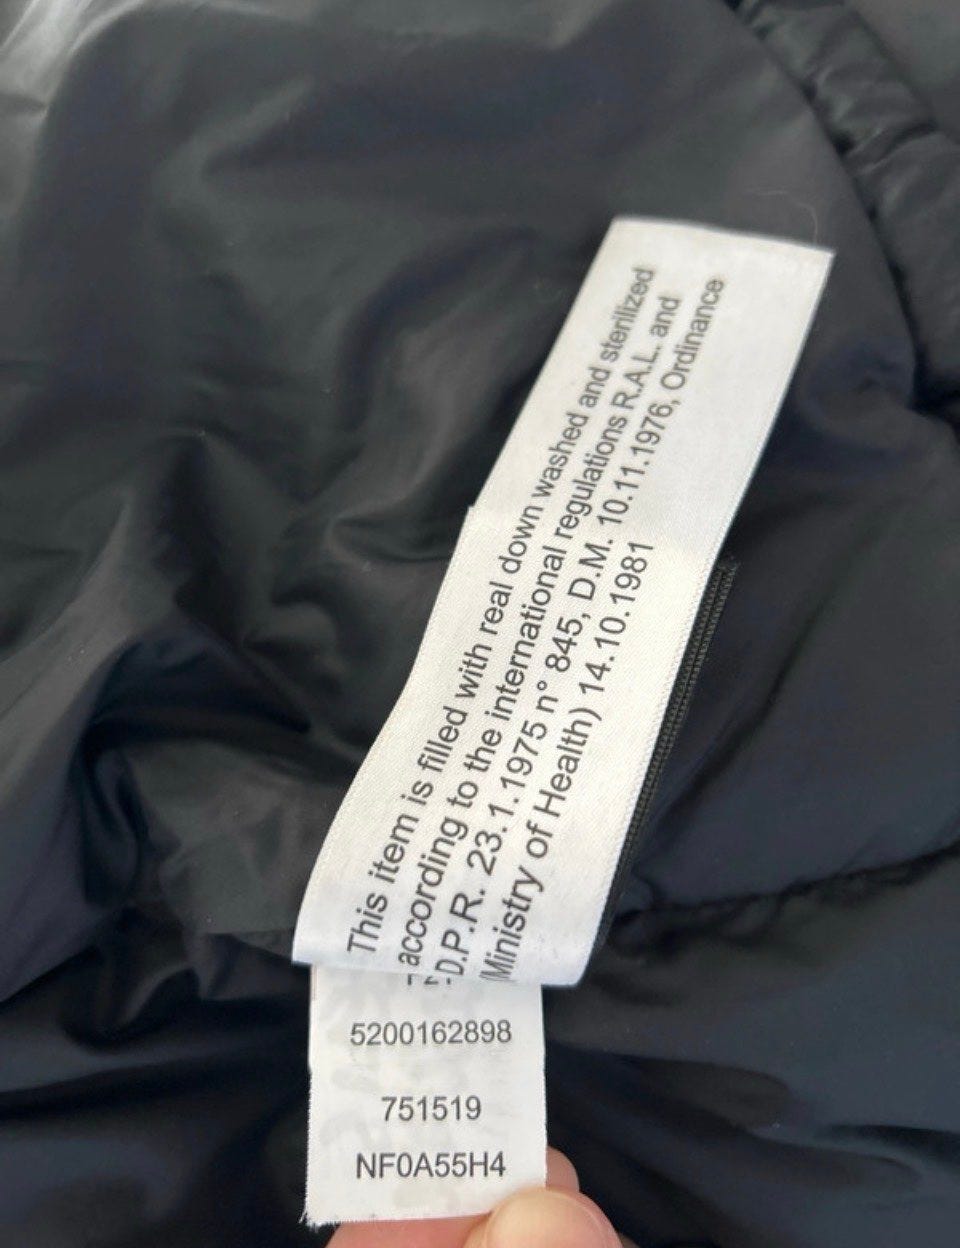 This item is filled with real down washed and sterilized
according to the international regulations R.A.L. and
D.P.R. 23.1.1975 n° 845, D.M. 10.11.1976, Ordinance
(Ministry of Health) 14.10.1981
5200162898
751519
NF0A55H4